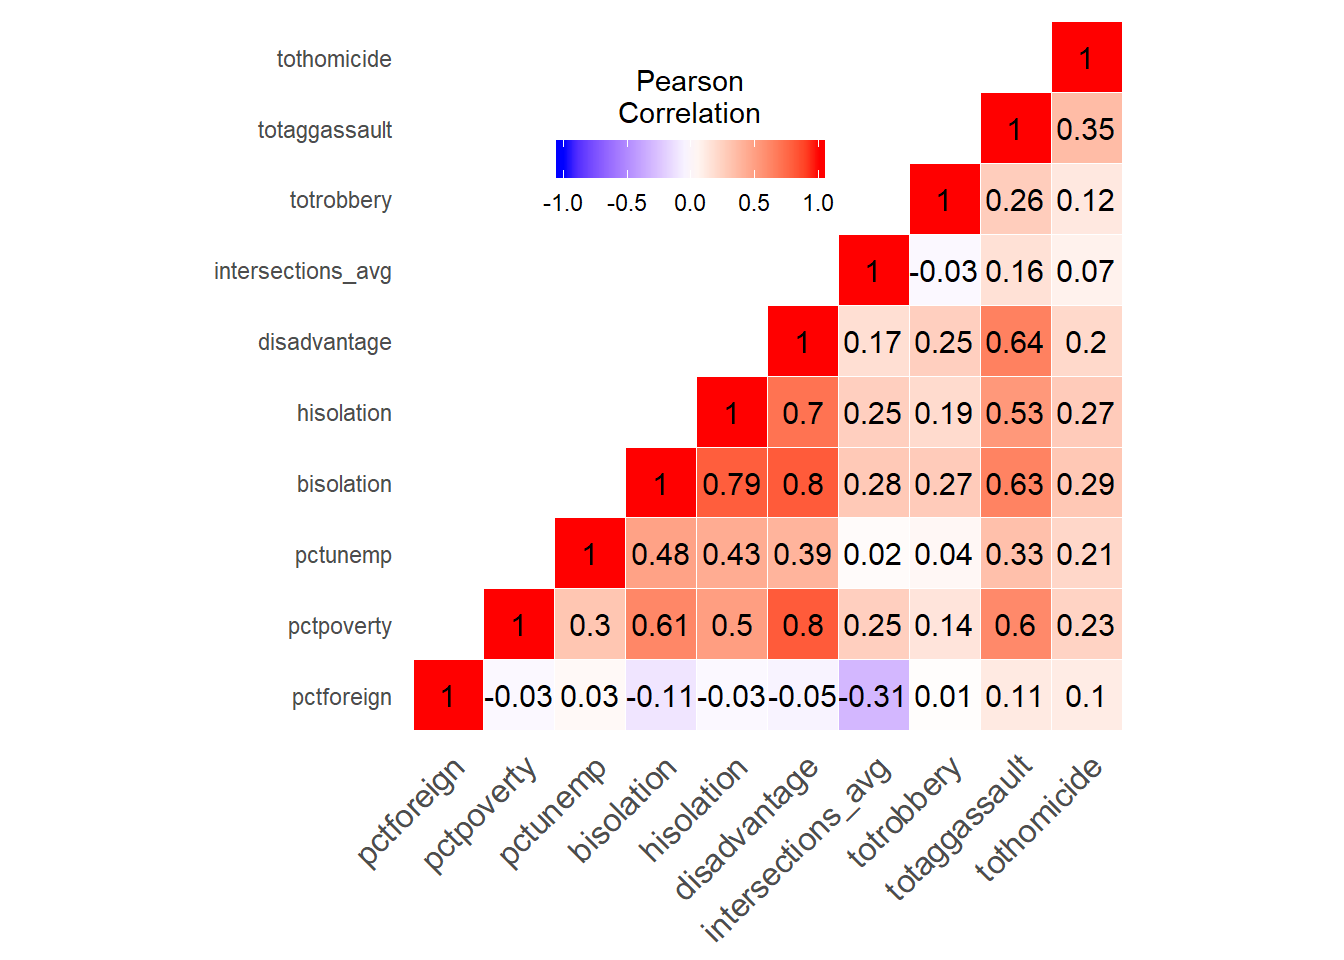 tothomicide
1
Pearson
Correlation
totaggassault
1 0.35
totrobbery
1 0.26 0.12
-1.0 -0.5 0.0 0.5 1.0
intersections_avg
1 -0.03 0.16 0.07
disadvantage
1 0.17 0.25 0.64 0.2
hisolation
1 0.7 0.25 0.19 0.53 0.27
bisolation
1 0.79 0.8 0.28 0.27 0.63 0.29
pctunemp
1 0.48 0.43 0.39 0.02 0.04 0.33 0.21
pctpoverty
1 0.3 0.61 0.5 0.8 0.25 0.14 0.6 0.23
pctforeign
1 -0.03 0.03 -0.11 -0.03 -0.05 -0.31 0.01 0.11 0.1
pctforeign
pctpoverty
pctunemp
bisolation
hisolation
disadvantage
intersections_avg
totrobbery
totaggassault
tothomicide